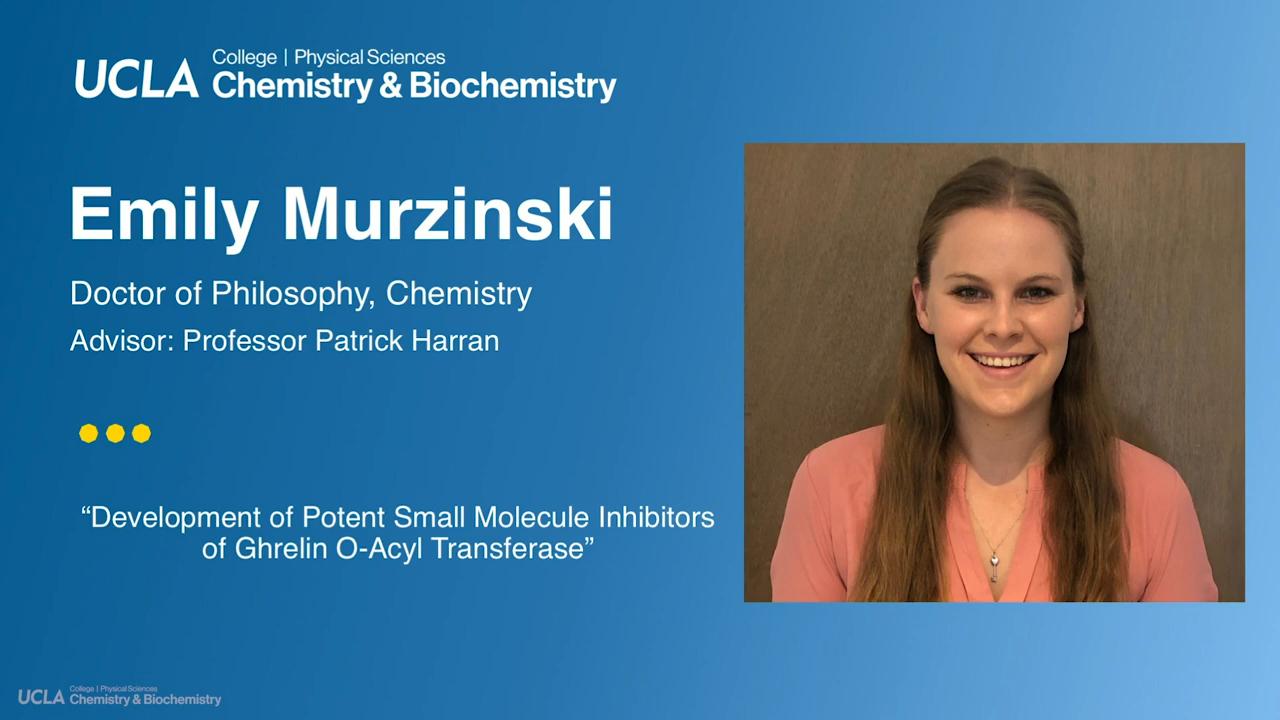 UCLA College | Physical Sciences
Chemistry & Biochemistry
Emily Murzinski
Doctor of Philosophy, Chemistry
Advisor: Professor Patrick Harran
“Development of Potent Small Molecule Inhibitors
of Ghrelin O-Acyl Transferase”
UCLA College | Physical Sciences
Chemistry & Biochemistry